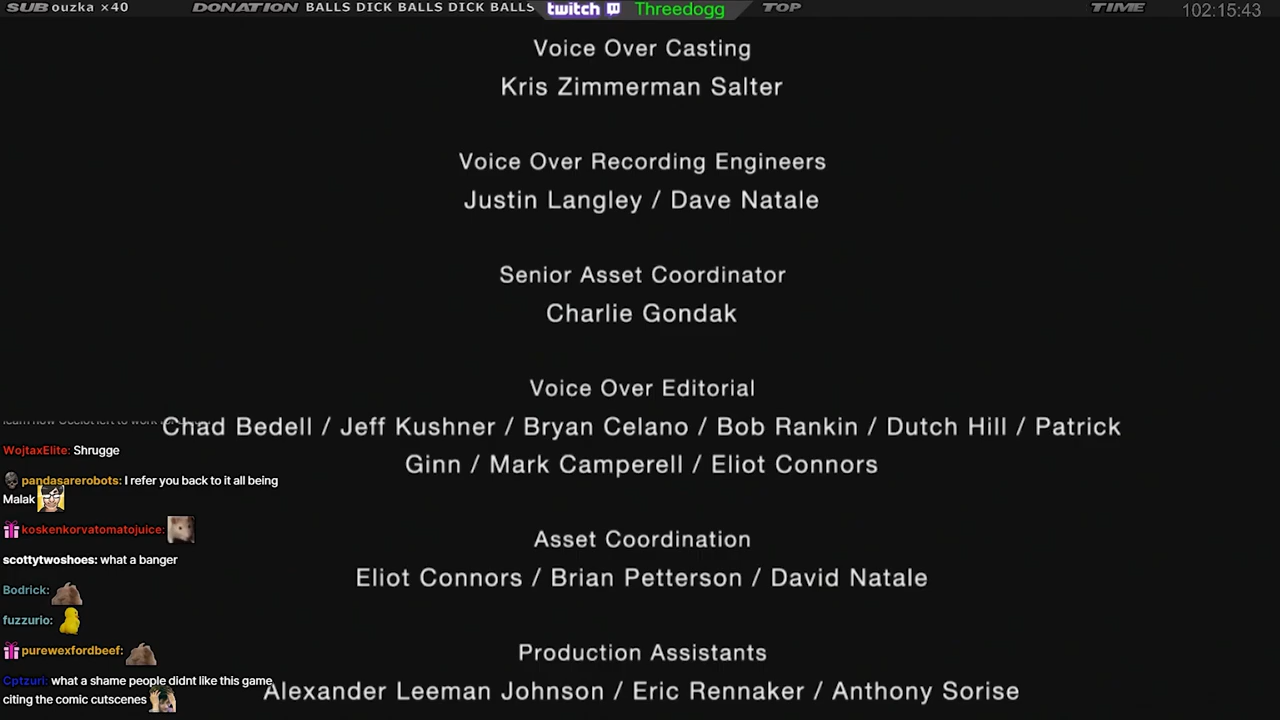 SUB ouzka ×40 DONATION BALLS DICK BALLS DICK BALLS twitch Threedogg TOP TIME 102:15:43
Voice Over Casting
Kris Zimmerman Salter
Voice Over Recording Engineers
Justin Langley / Dave Natale
Senior Asset Coordinator
Charlie Gondak
Voice Over Editorial
Chad Bedell / Jeff Kushner / Bryan Celano / Bob Rankin / Dutch Hill / Patrick
Ginn / Mark Camperell / Eliot Connors
Asset Coordination
Eliot Connors / Brian Petterson / David Natale
Production Assistants
Alexander Leeman Johnson / Eric Rennaker / Anthony Sorise
WojtaxElite: Shrugge
pandasarerobots: I refer you back to it all being
Malak
koskenkorvatomatojuice:
scottytwoshoes: what a banger
Bodrick:
fuzzurio:
purewexfordbeef:
Cptzuri: what a shame people didnt like this game
citing the comic cutscenes